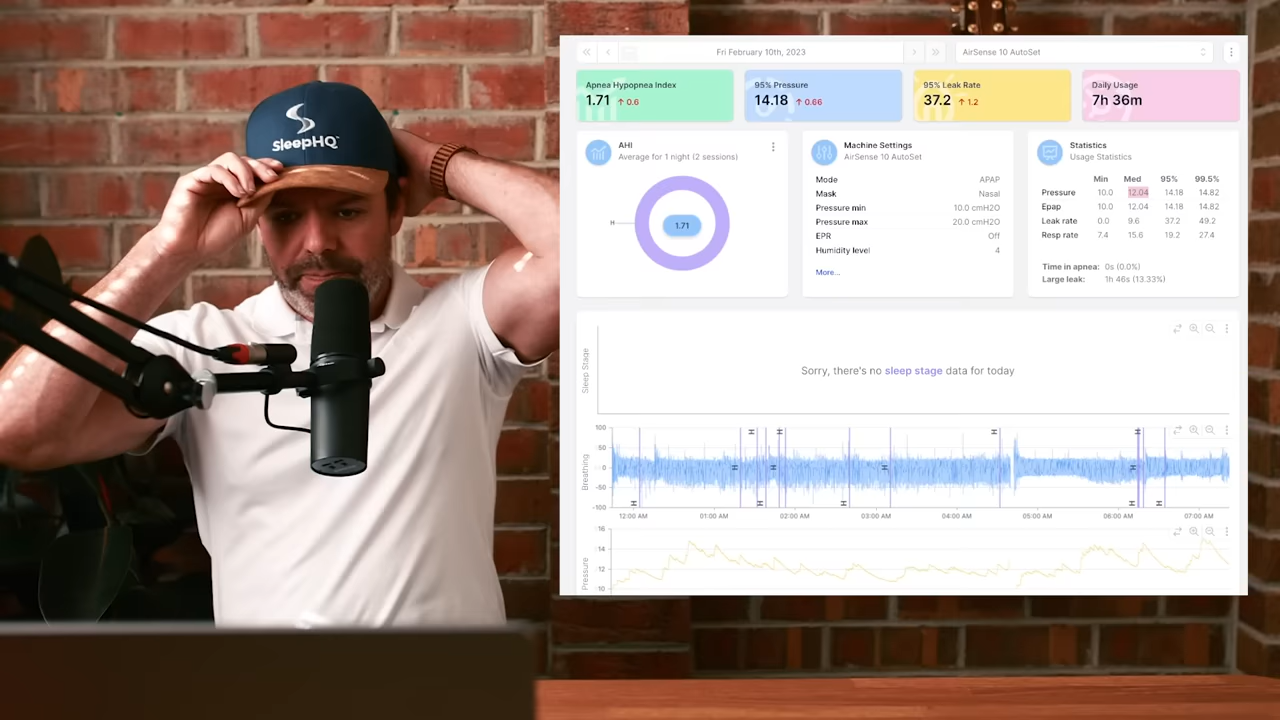 SleepHQ™
Fri February 10th, 2023
AirSense 10 AutoSet
Apnea Hypopnea Index
1.71 ↑ 0.6
95% Pressure
14.18 ↑ 0.66
95% Leak Rate
37.2 ↑ 1.2
Daily Usage
7h 36m
AHI
Average for 1 night (2 sessions)
H
1.71
Machine Settings
AirSense 10 AutoSet
Mode APAP
Mask Nasal
Pressure min 10.0 cmH2O
Pressure max 20.0 cmH2O
EPR Off
Humidity level 4
More...
Statistics
Usage Statistics
Min Med 95% 99.5%
Pressure 10.0 12.04 14.18 14.82
Epap 10.0 12.04 14.18 14.82
Leak rate 0.0 9.6 37.2 49.2
Resp rate 7.4 15.6 19.2 27.4
Time in apnea: 0s (0.0%)
Large leak: 1h 46s (13.33%)
Sleep Stage
Sorry, there's no sleep stage data for today
Breathing
100
50
0
-50
-100
H H H H
H H H H
H H H H H
12:00 AM 01:00 AM 02:00 AM 03:00 AM 04:00 AM 05:00 AM 06:00 AM 07:00 AM
Pressure
16
14
12
10